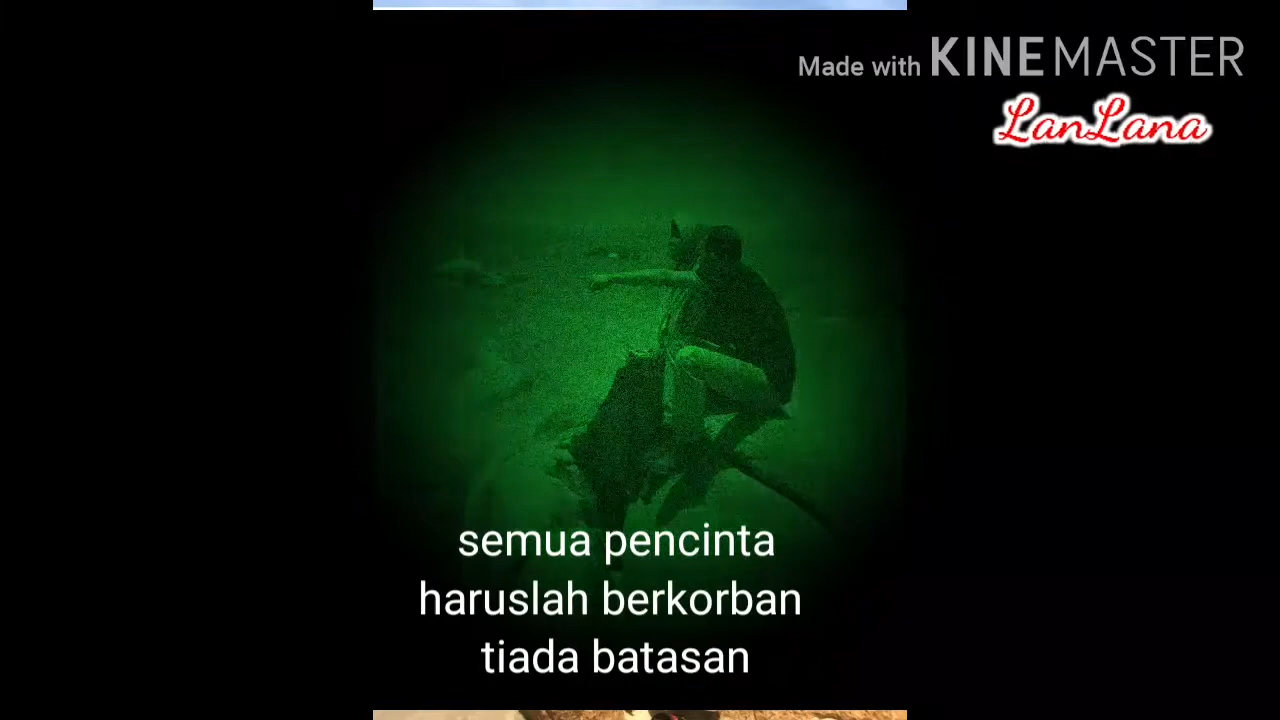 Made with KINEMASTER
LanLana
semua pencinta
haruslah berkorban
tiada batasan